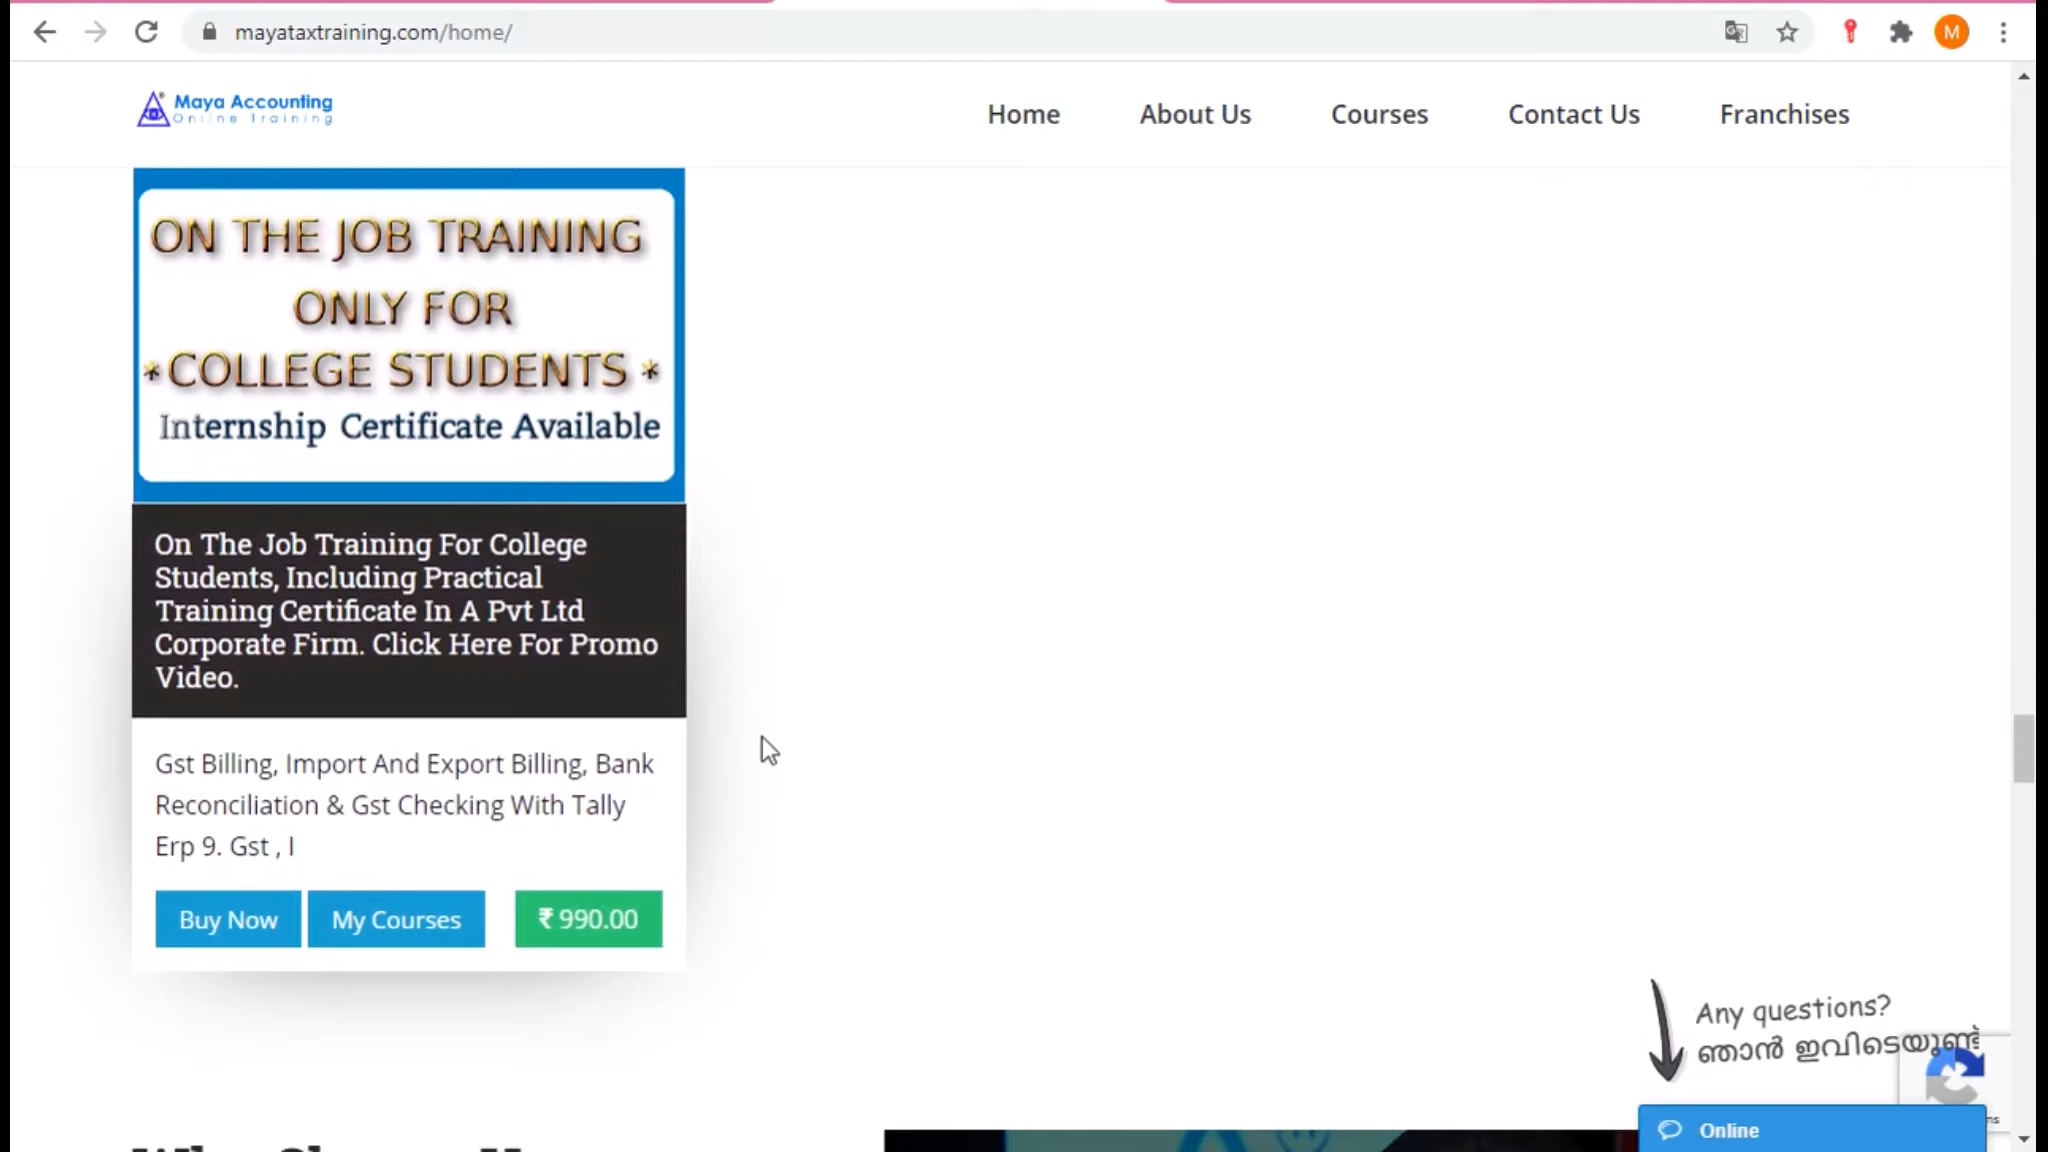 mayataxtraining.com/home/
M
Maya Accounting
Online Training
Home About Us Courses Contact Us Franchises
ON THE JOB TRAINING
ONLY FOR
*COLLEGE STUDENTS *
Internship Certificate Available
On The Job Training For College
Students, Including Practical
Training Certificate In A Pvt Ltd
Corporate Firm. Click Here For Promo
Video.
Gst Billing, Import And Export Billing, Bank
Reconciliation & Gst Checking With Tally
Erp 9. Gst , I
Buy Now My Courses ₹ 990.00
Any questions?
ഞാൻ ഇവിടെയുണ്ട്
Online